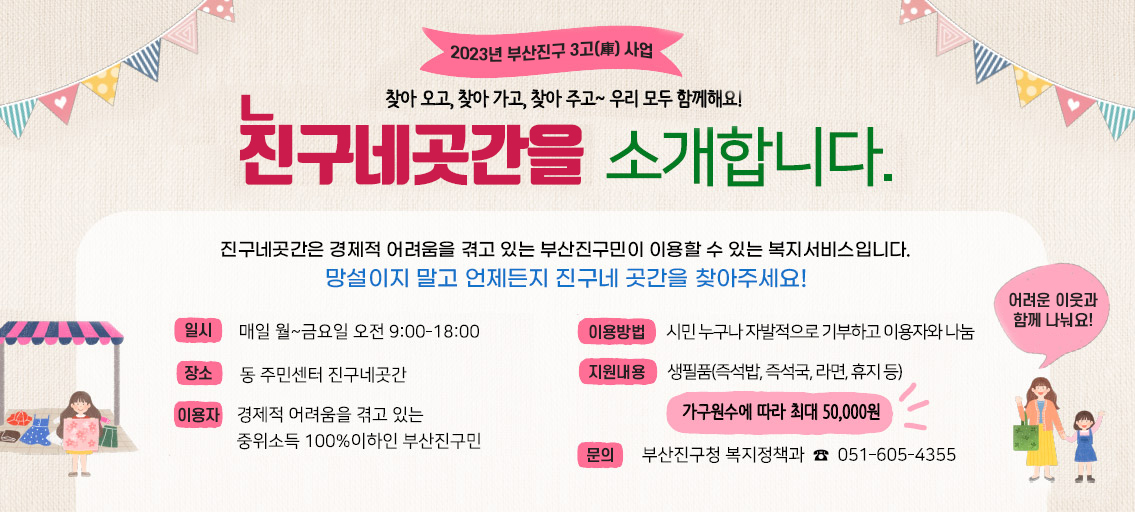 2023년 부산진구 3고(庫) 사업
찾아 오고, 찾아 가고, 찾아 주고~ 우리 모두 함께해요!
진구네곳간을 소개합니다.
진구네곳간은 경제적 어려움을 겪고 있는 부산진구민이 이용할 수 있는 복지서비스입니다.
망설이지 말고 언제든지 진구네 곳간을 찾아주세요!
일시 매일 월~금요일 오전 9:00-18:00
장소 동 주민센터 진구네곳간
이용자 경제적 어려움을 겪고 있는
중위소득 100%이하인 부산진구민
이용방법 시민 누구나 자발적으로 기부하고 이용자와 나눔
지원내용 생필품(즉석밥, 즉석국, 라면, 휴지 등)
가구원수에 따라 최대 50,000원
문의 부산진구청 복지정책과 ☎ 051-605-4355
어려운 이웃과
함께 나눠요!